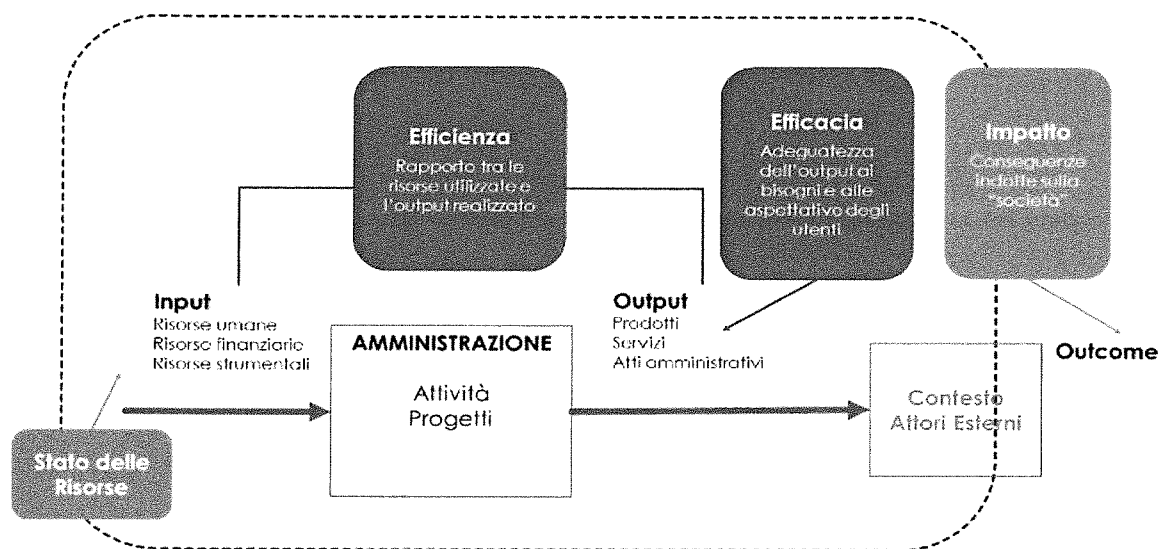 Efficienza
Rapporto tra le
risorse utilizzate e
l'output realizzato
Efficacia
Adeguatezza
dell'output ai
bisogni e alle
aspettativo degli
utenti
Impatto
Conseguenze
indotte sulla
"società"
Input
Risorse umane
Risorse finanziarie
Risorse strumentali
Output
Prodotti
Servizi
Atti amministrativi
AMMINISTRAZIONE
Attività
Progetti
Outcome
Contesto
Attori Esterni
Stato delle
Risorse